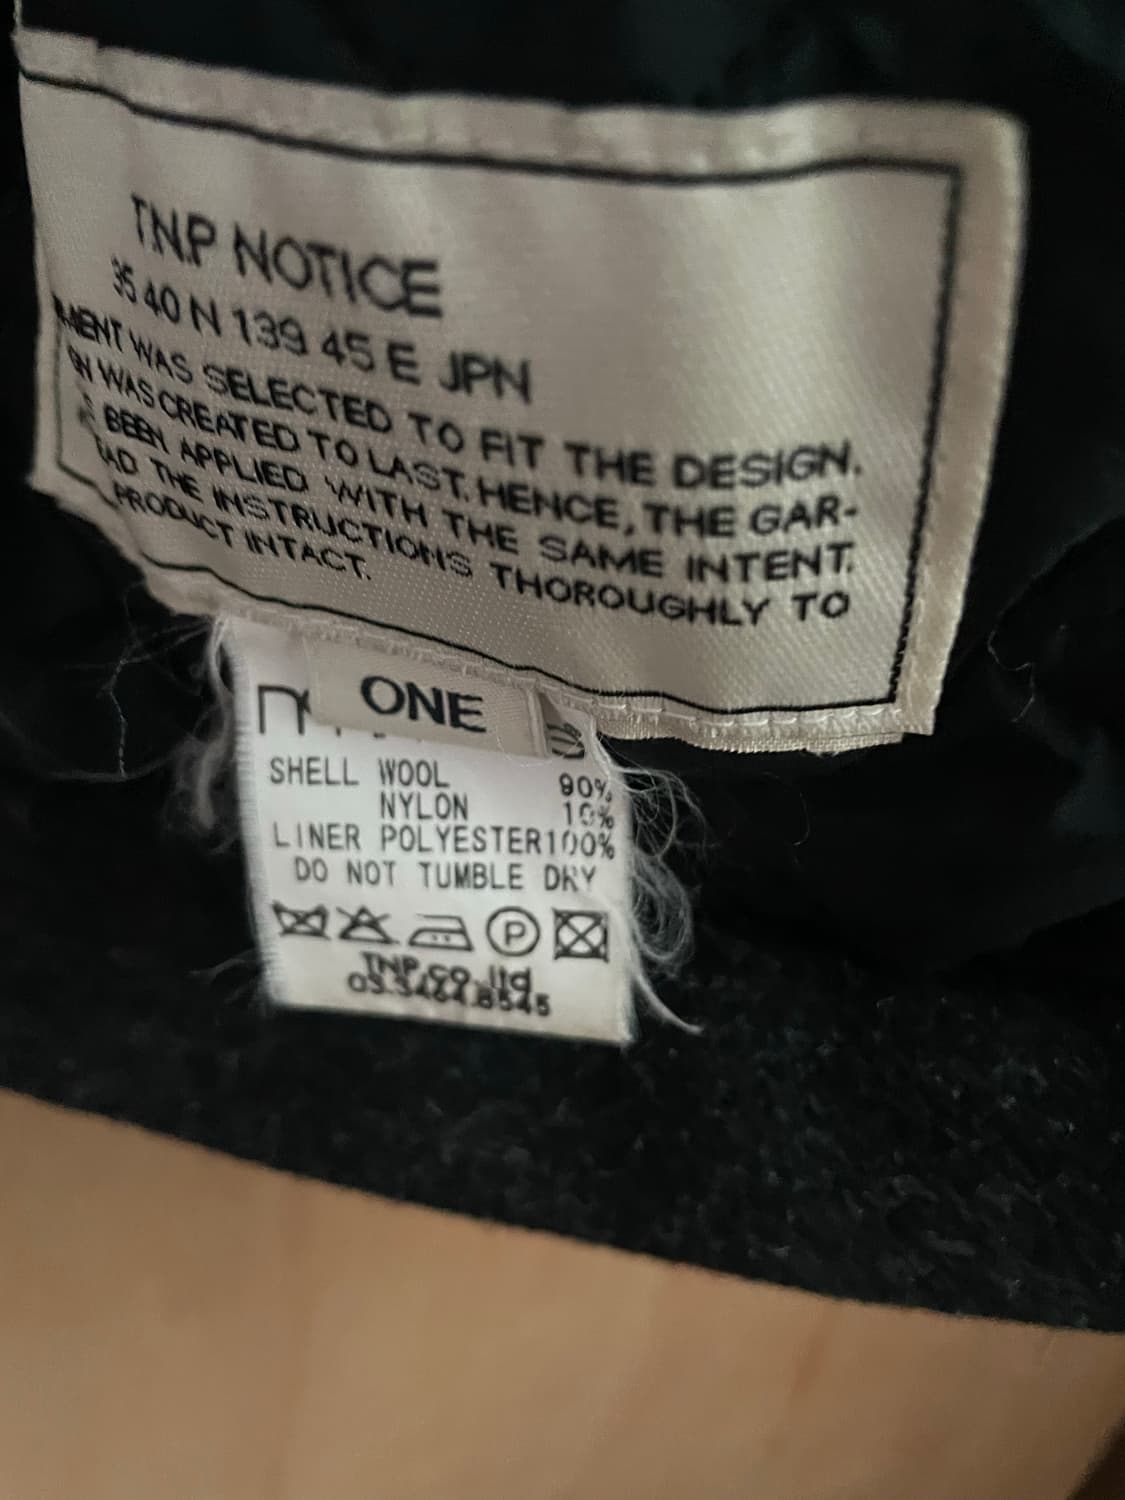 T.N.P NOTICE
35 40 N 139 45 E JPN
WAS SELECTED TO FIT THE DESIGN.
WAS CREATED TO LAST. HENCE, THE GAR-
BEEN APPLIED WITH THE SAME INTENT.
THE INSTRUCTIONS THOROUGHLY TO
PRODUCT INTACT.
ONE
SHELL WOOL 90%
NYLON 10%
LINER POLYESTER100%
DO NOT TUMBLE DRY
P
TNP.co.,ltd
03.3464.8545